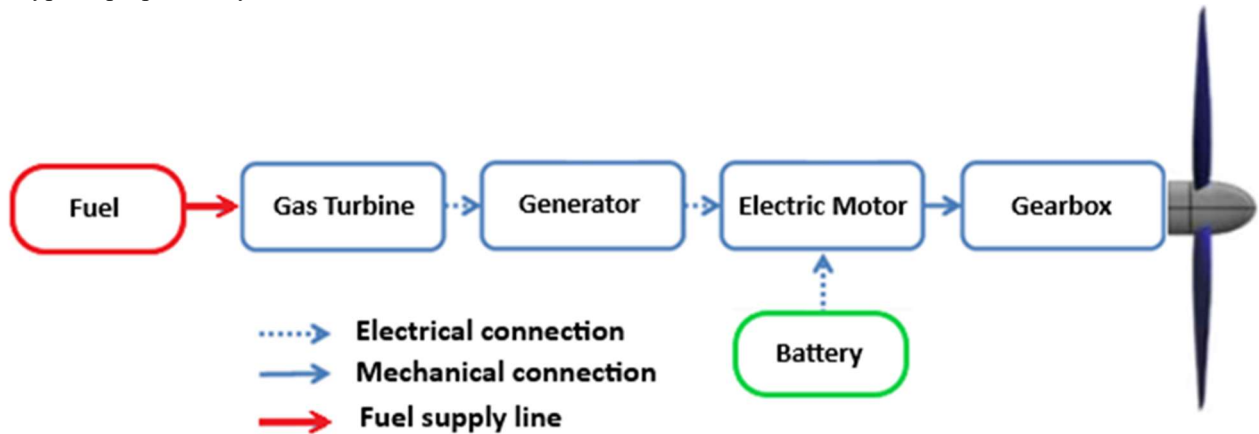 Fuel
Gas Turbine
Generator
Electric Motor
Gearbox
Battery
Electrical connection
Mechanical connection
Fuel supply line